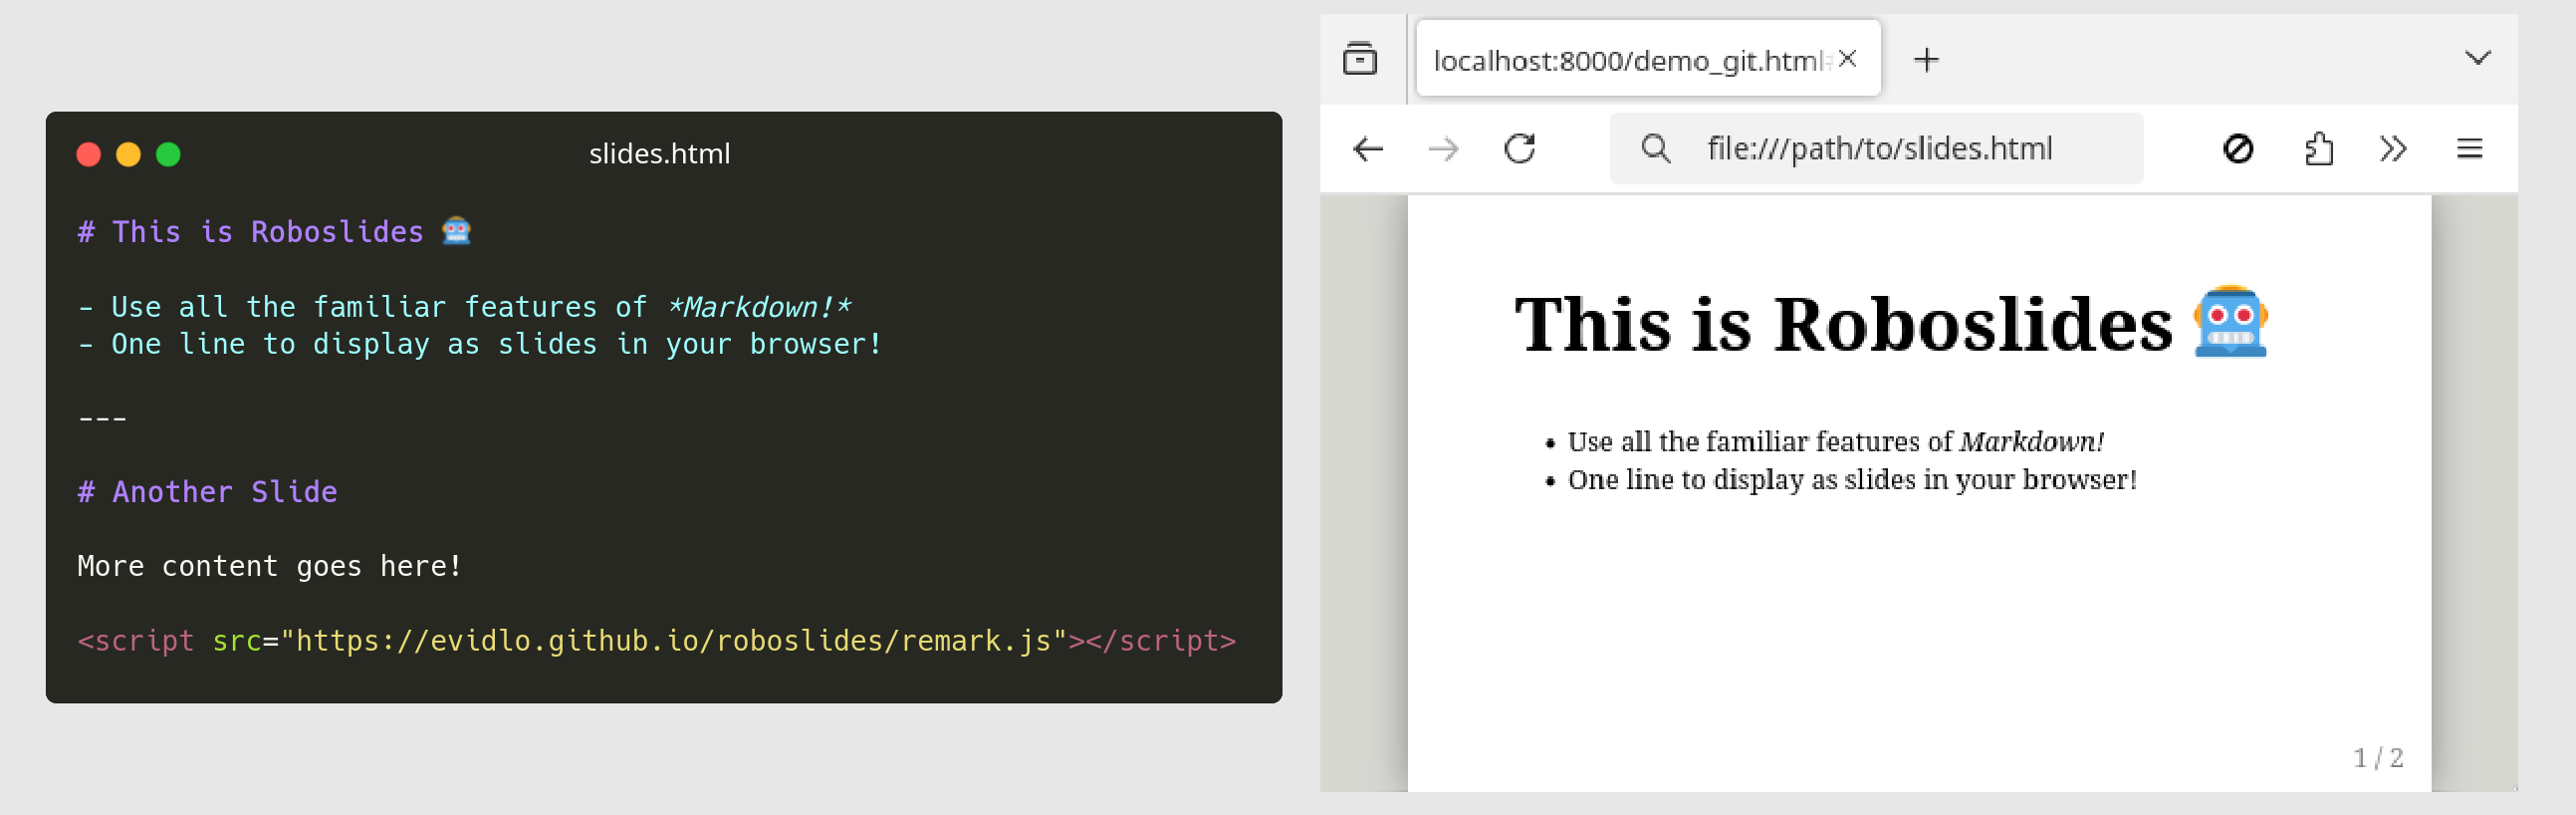 slides.html
# This is Roboslides 🤖
- Use all the familiar features of *Markdown!*
- One line to display as slides in your browser!
---
# Another Slide
More content goes here!
<script src="https://evidlo.github.io/roboslides/remark.js"></script>
localhost:8000/demo_git.html#
file:///path/to/slides.html
This is Roboslides 🤖
• Use all the familiar features of Markdown!
• One line to display as slides in your browser!
1 / 2